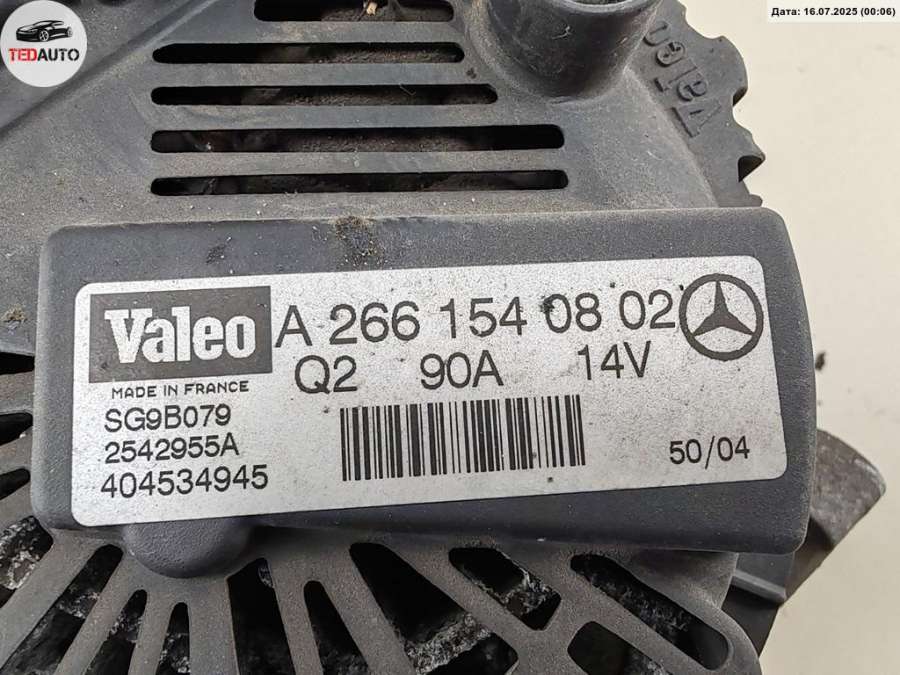 TEDAUTO
Дата: 16.07.2025 (00:06)
Valeo
Valeo
A 266 154 08 02
Q2 90A 14V
MADE IN FRANCE
SG9B079
2542955A
404534945
50/04